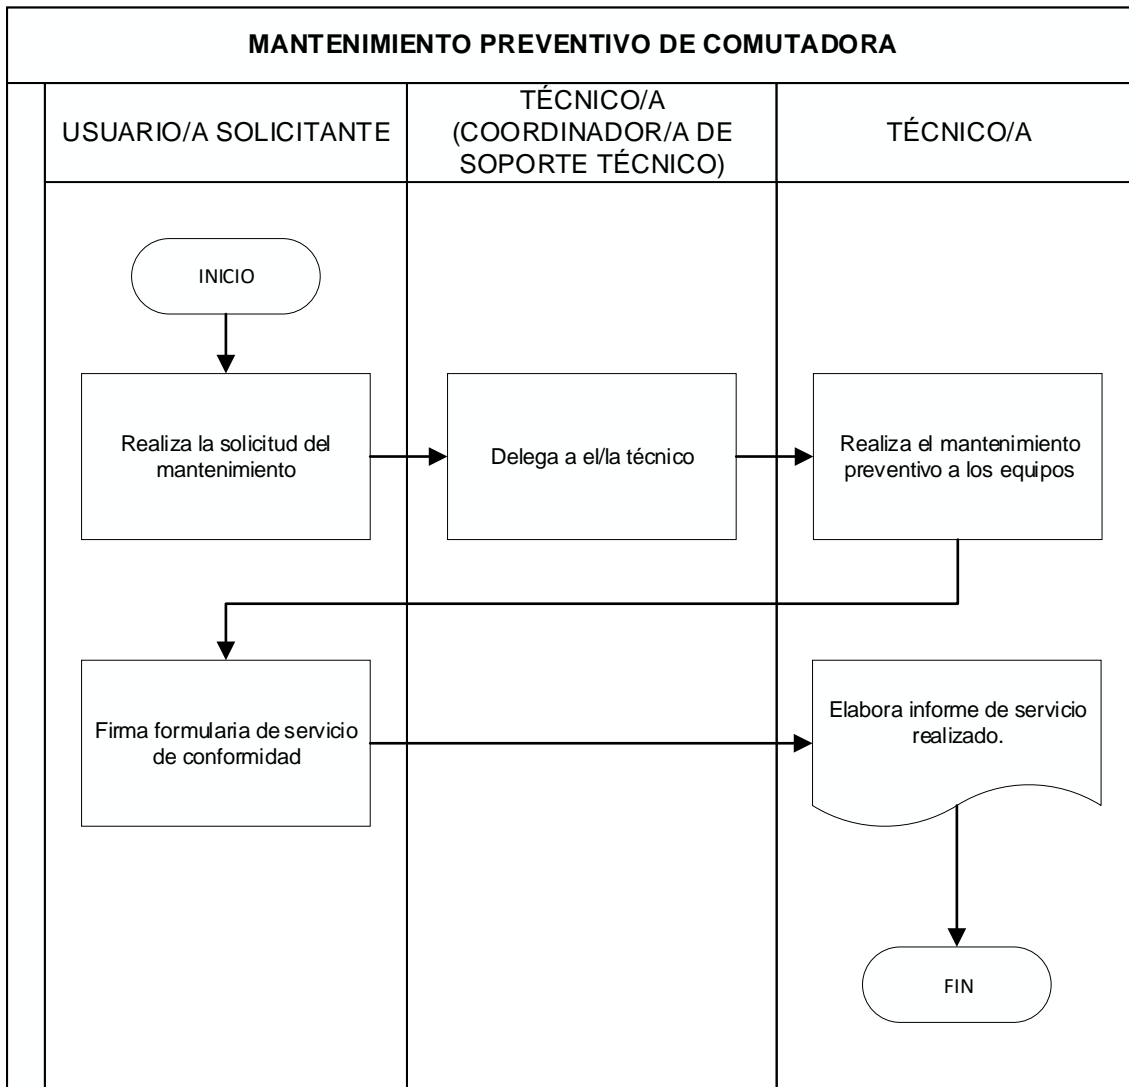 MANTENIMIENTO PREVENTIVO DE COMUTADORA
USUARIO/A SOLICITANTE
TÉCNICO/A
(COORDINADOR/A DE
SOPORTE TÉCNICO)
TÉCNICO/A
INICIO
Realiza la solicitud del
mantenimiento
Delega a el/la técnico
Realiza el mantenimiento
preventivo a los equipos
Firma formularia de servicio
de conformidad
Elabora informe de servicio
realizado.
FIN